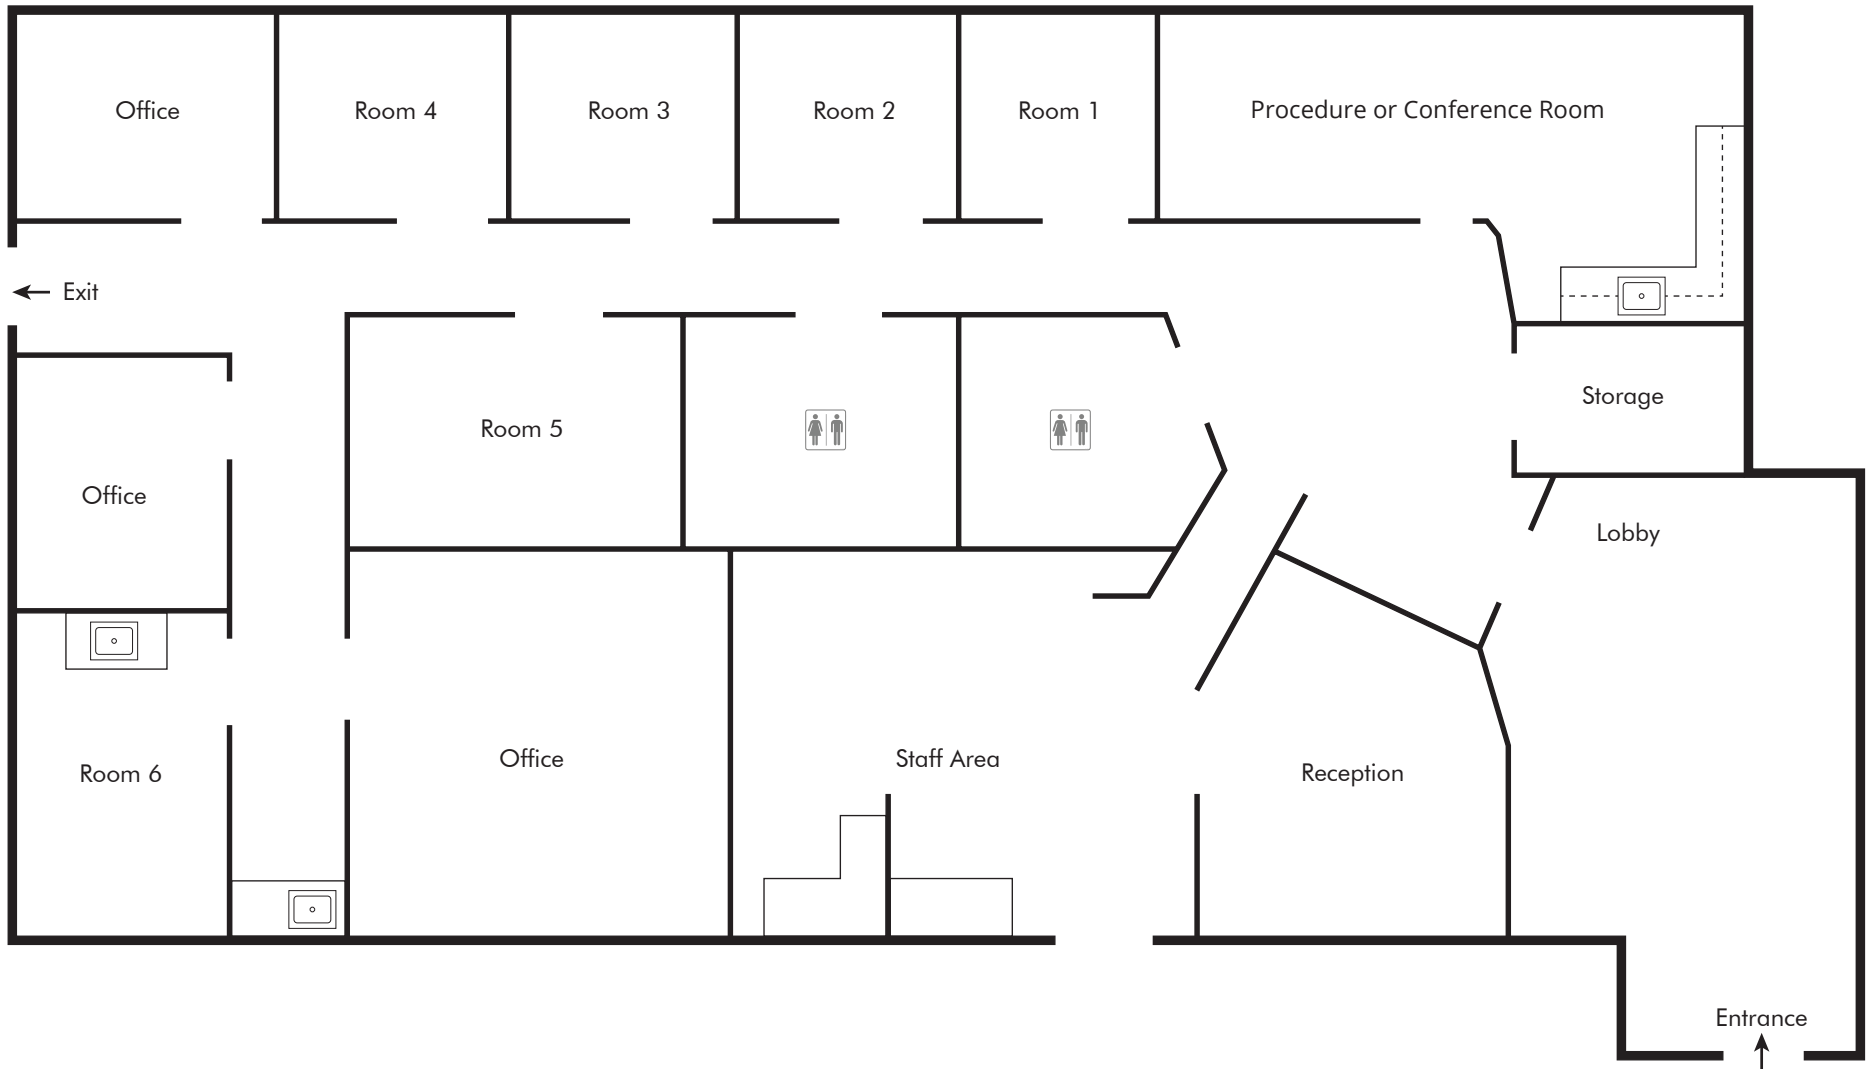 Office
Room 4
Room 3
Room 2
Room 1
Procedure or Conference Room
Exit
Storage
Room 5
Office
Lobby
Office
Staff Area
Room 6
Reception
Entrance